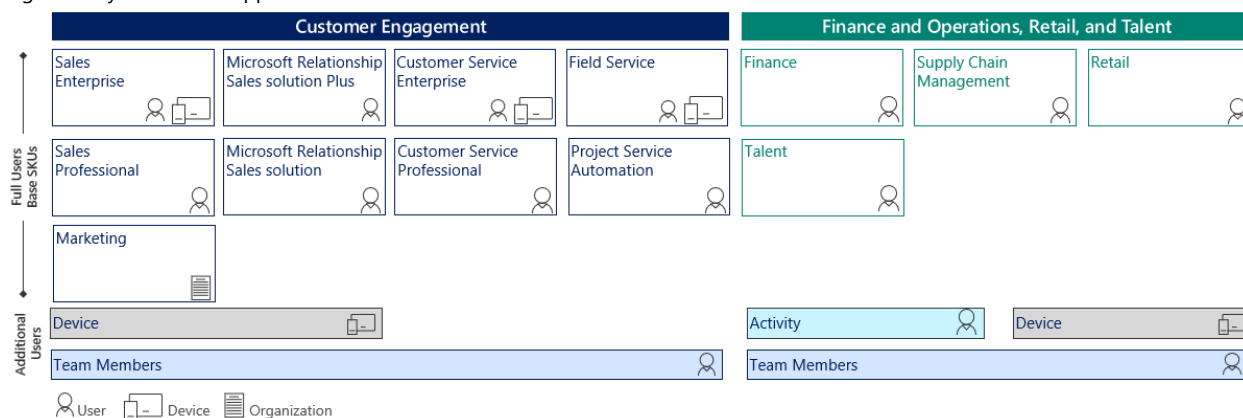 Customer Engagement
Finance and Operations, Retail, and Talent
Full Users
Base SKUs
Sales
Enterprise
Microsoft Relationship
Sales solution Plus
Customer Service
Enterprise
Field Service
Finance
Supply Chain
Management
Retail
Sales
Professional
Microsoft Relationship
Sales solution
Customer Service
Professional
Project Service
Automation
Talent
Marketing
Additional
Users
Device
Activity
Device
Team Members
Team Members
User
Device
Organization